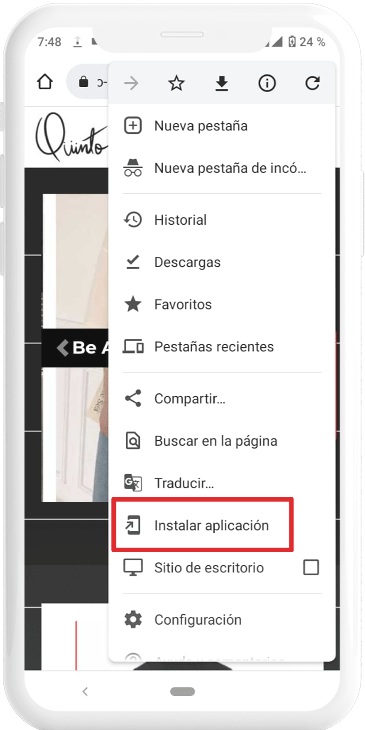 7:48
24 %
Nueva pestaña
Quinto
Nueva pestaña de incó...
Historial
Descargas
Favoritos
Be
Pestañas recientes
Compartir...
Buscar en la página
Traducir...
Instalar aplicación
Sitio de escritorio
Configuración